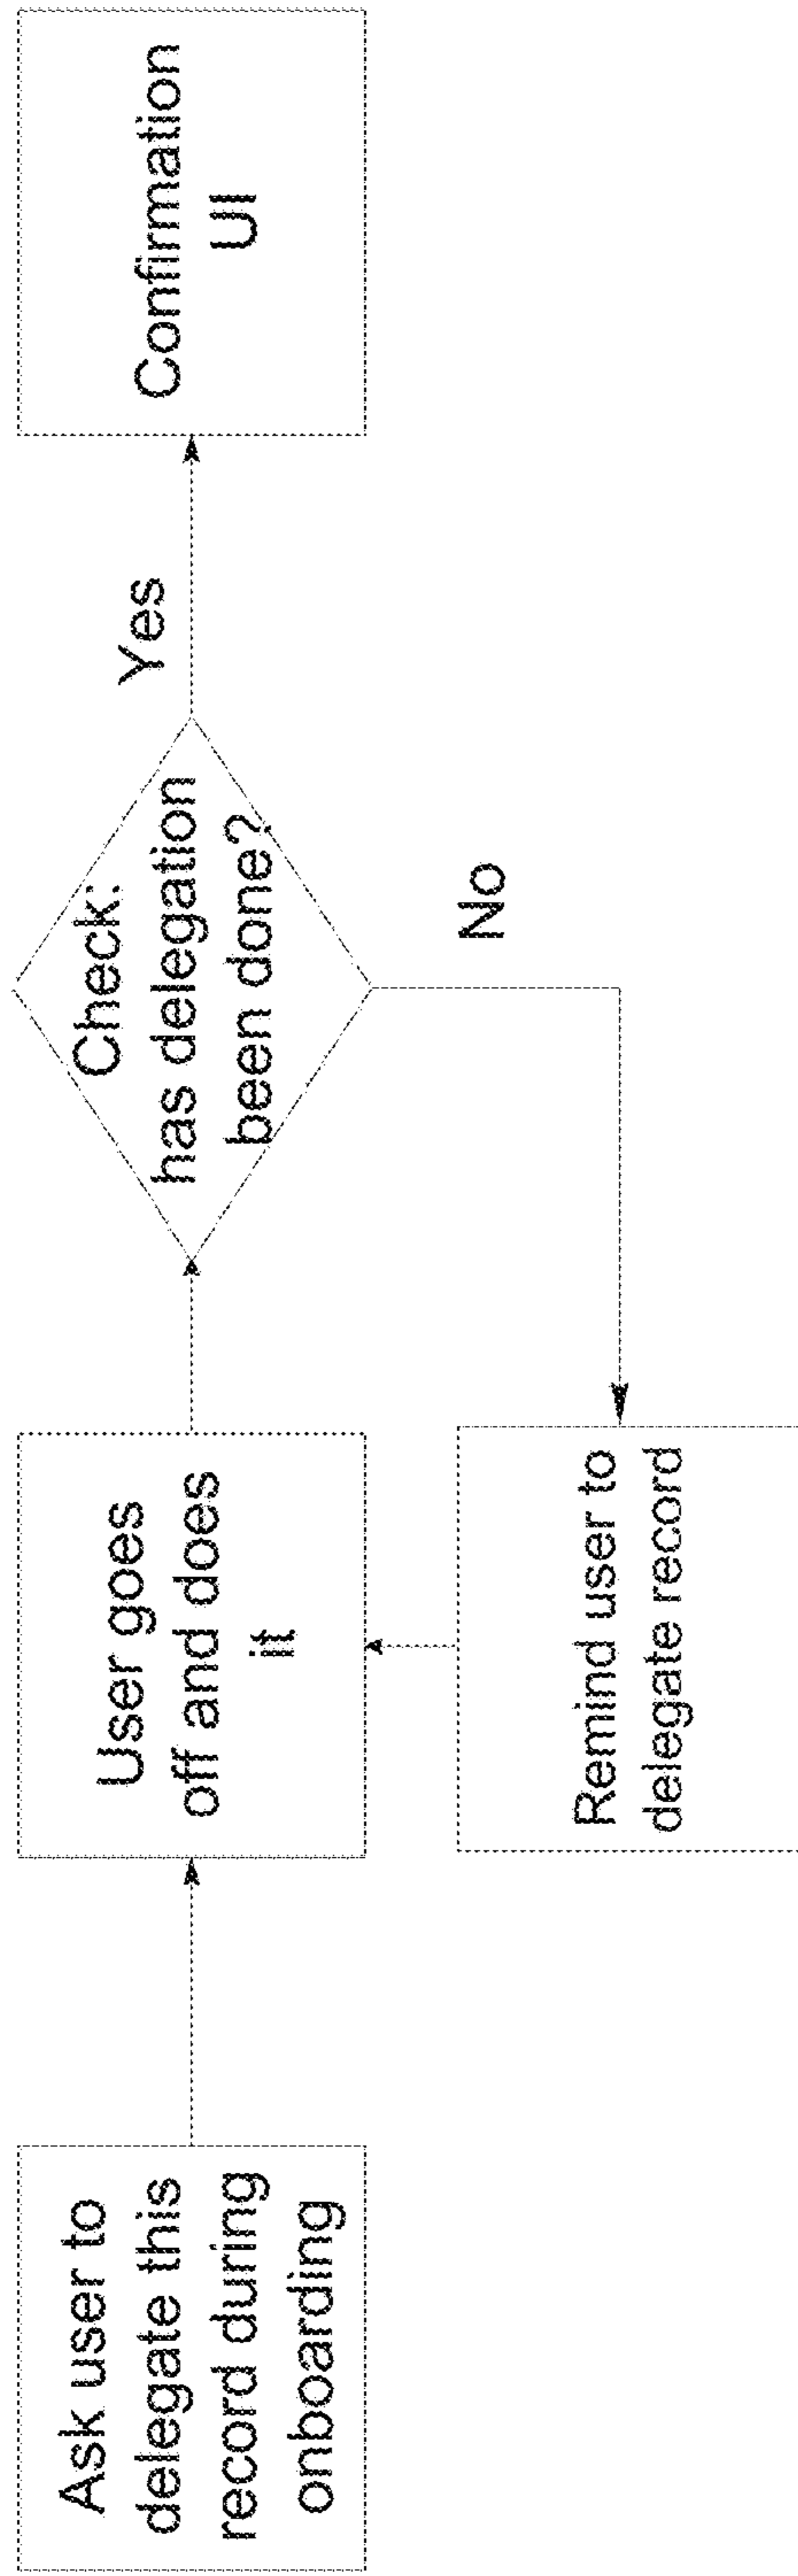 Ask user to
delegate this
record during
onboarding
User goes
off and does
it
Check:
has delegation
been done?
Yes
Confirmation
UI
No
Remind user to
delegate record